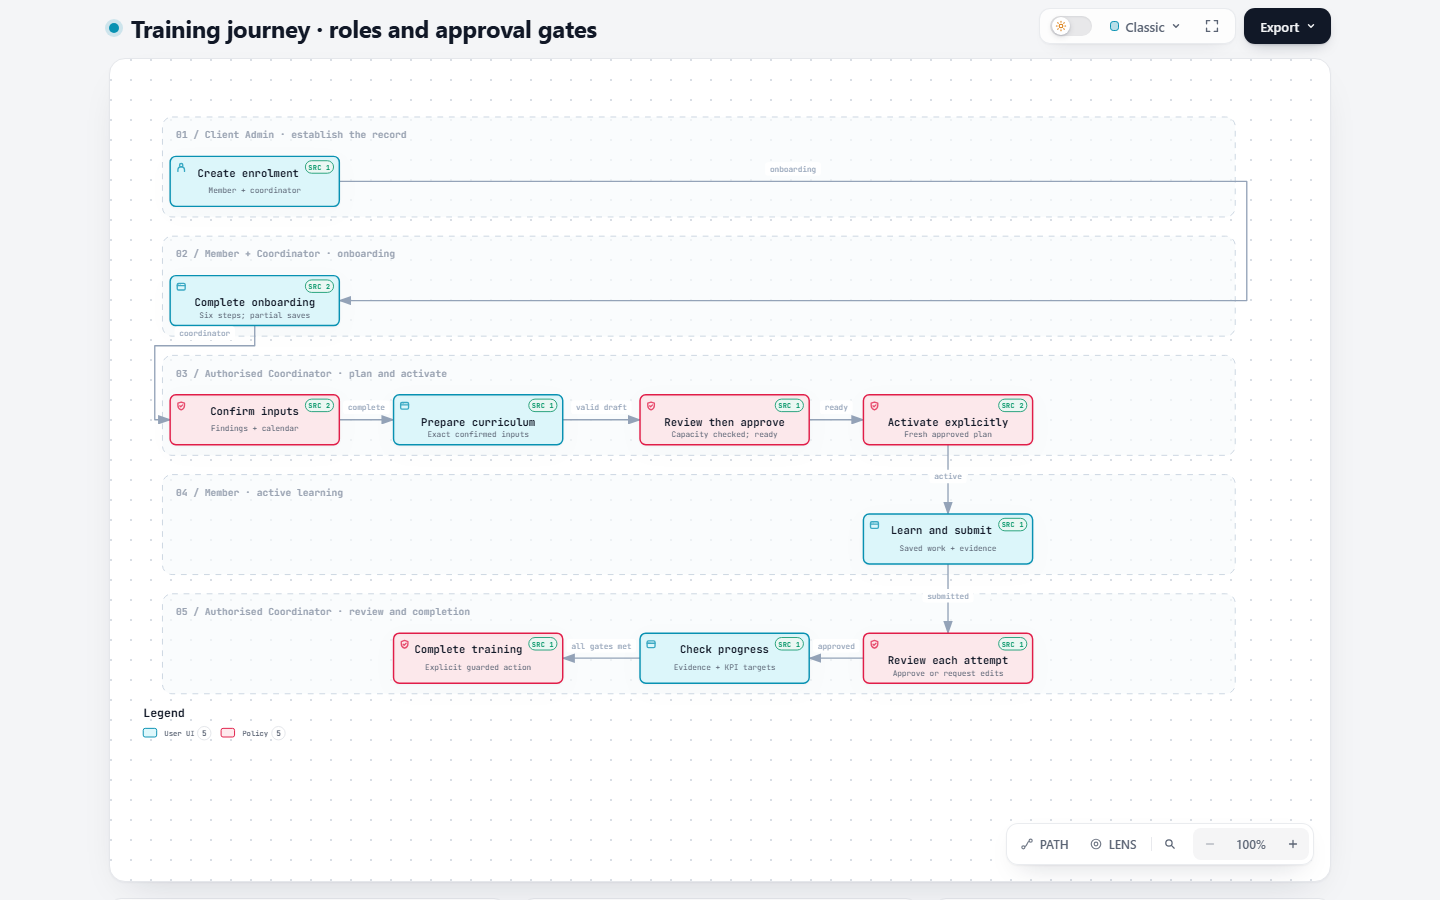 Training journey · roles and approval gates
Classic
Export
01 / Client Admin · establish the record
SRC 1
Create enrolment
Member + coordinator
onboarding
02 / Member + Coordinator · onboarding
SRC 2
Complete onboarding
Six steps; partial saves
coordinator
03 / Authorised Coordinator · plan and activate
SRC 2
Confirm inputs
Findings + calendar
complete
SRC 1
Prepare curriculum
Exact confirmed inputs
valid draft
SRC 1
Review then approve
Capacity checked; ready
ready
SRC 2
Activate explicitly
Fresh approved plan
active
04 / Member · active learning
SRC 1
Learn and submit
Saved work + evidence
submitted
05 / Authorised Coordinator · review and completion
SRC 1
Complete training
Explicit guarded action
all gates met
SRC 1
Check progress
Evidence + KPI targets
approved
SRC 1
Review each attempt
Approve or request edits
Legend
User UI 5
Policy 5
PATH
LENS
100%